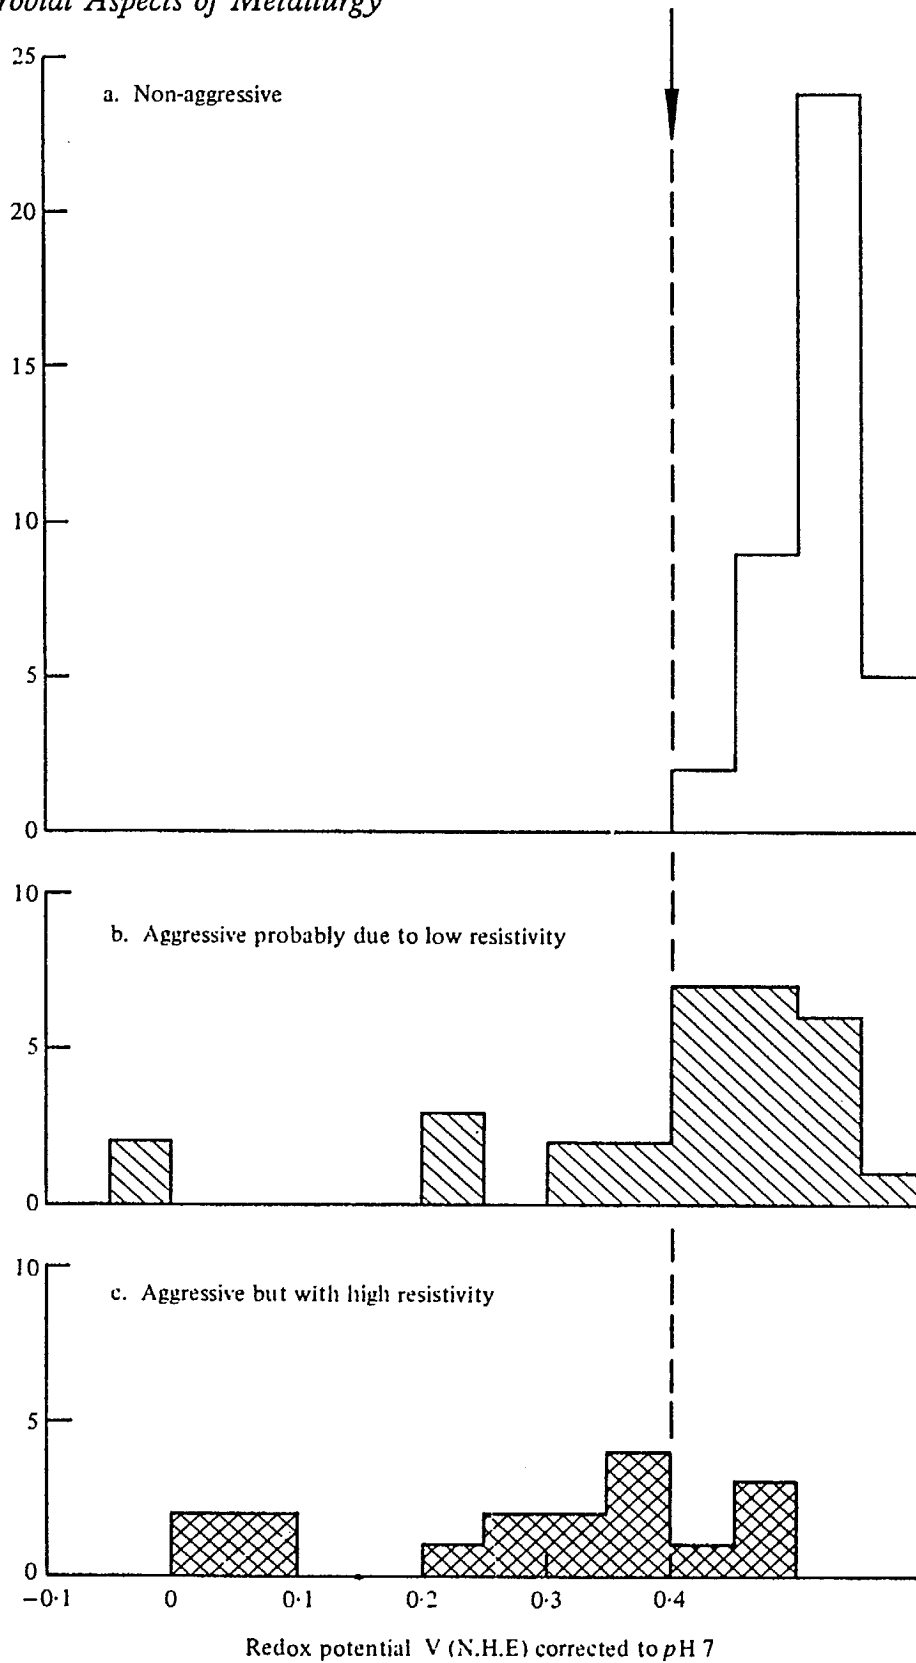 Aspects of Metallurgy
25
a. Non-aggressive
20
15
10
5
0
10
b. Aggressive probably due to low resistivity
5
0
10
c. Aggressive but with high resistivity
5
0
-0·1 0 0·1 0·2 0·3 0·4
Redox potential V (N.H.E) corrected to pH 7